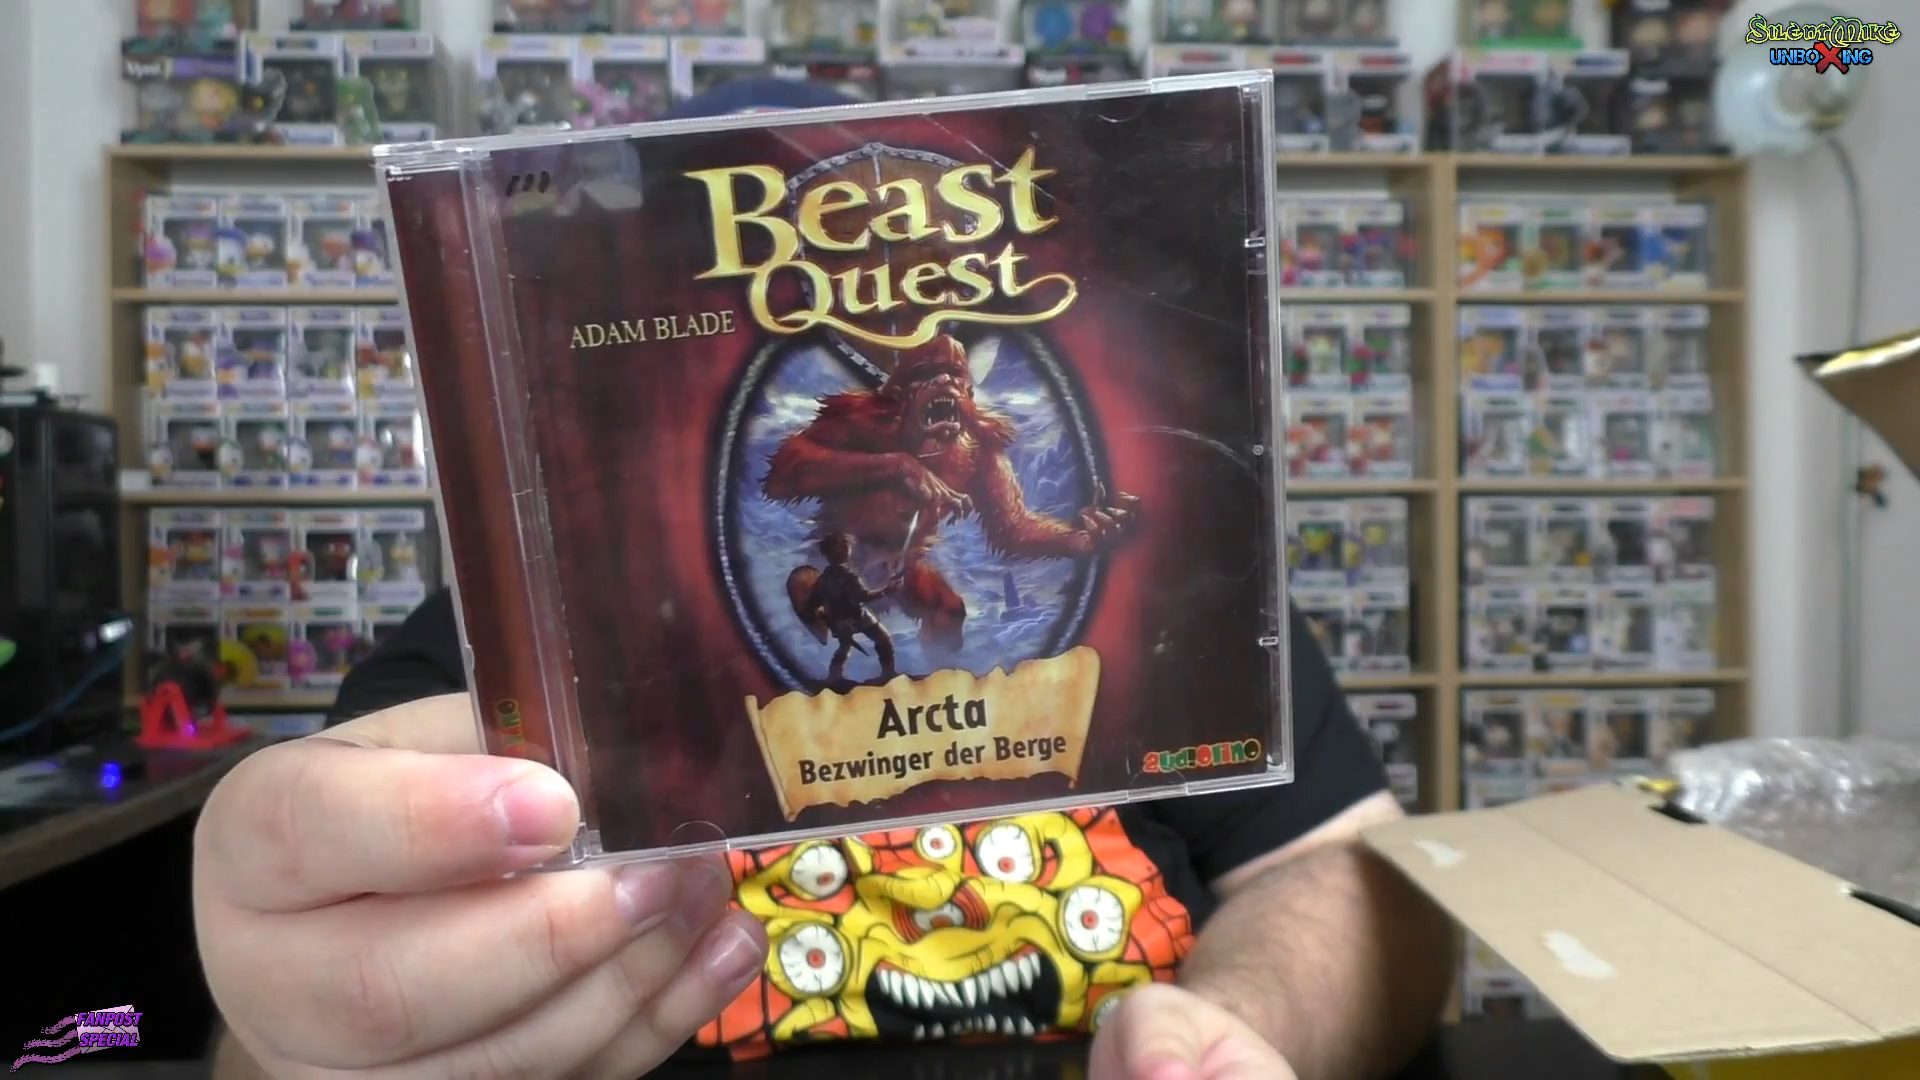 SilentMike
UNBOXING
Beast
Quest
ADAM BLADE
Arcta
Bezwinger der Berge
audiolino
FANPOST
SPECIAL